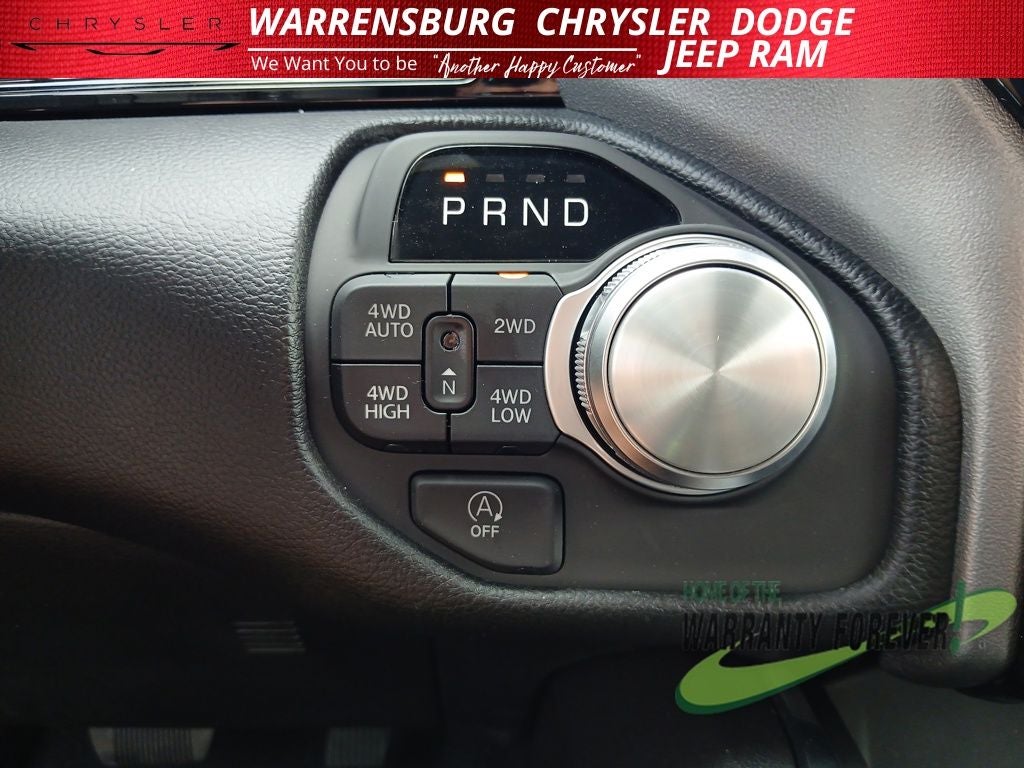 CHRYSLER
WARRENSBURG CHRYSLER DODGE
JEEP RAM
We Want You to be "Another Happy Customer"
P R N D
4WD
AUTO
2WD
N
4WD
HIGH
4WD
LOW
A
OFF
HOME OF THE
WARRANTY FOREVER!